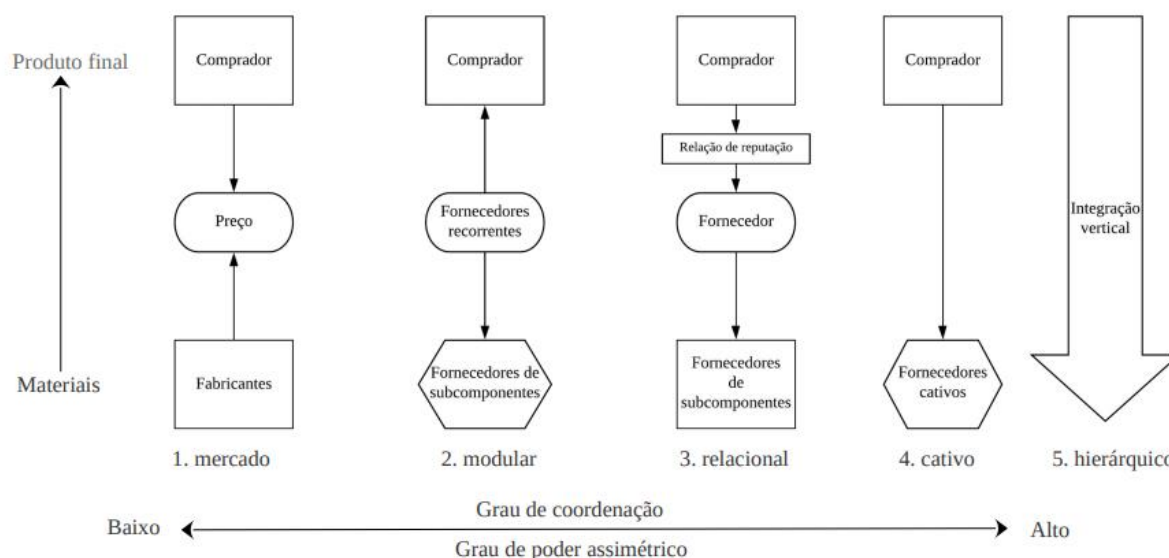 Produto final
Materiais
Comprador
Preço
Fabricantes
1. mercado
Comprador
Fornecedores
recorrentes
Fornecedores de
subcomponentes
2. modular
Comprador
Relação de reputação
Fornecedor
Fornecedores
de
subcomponentes
3. relacional
Comprador
Fornecedores
cativos
4. cativo
Integração
vertical
5. hierárquico
Baixo
Grau de coordenação
Grau de poder assimétrico
Alto